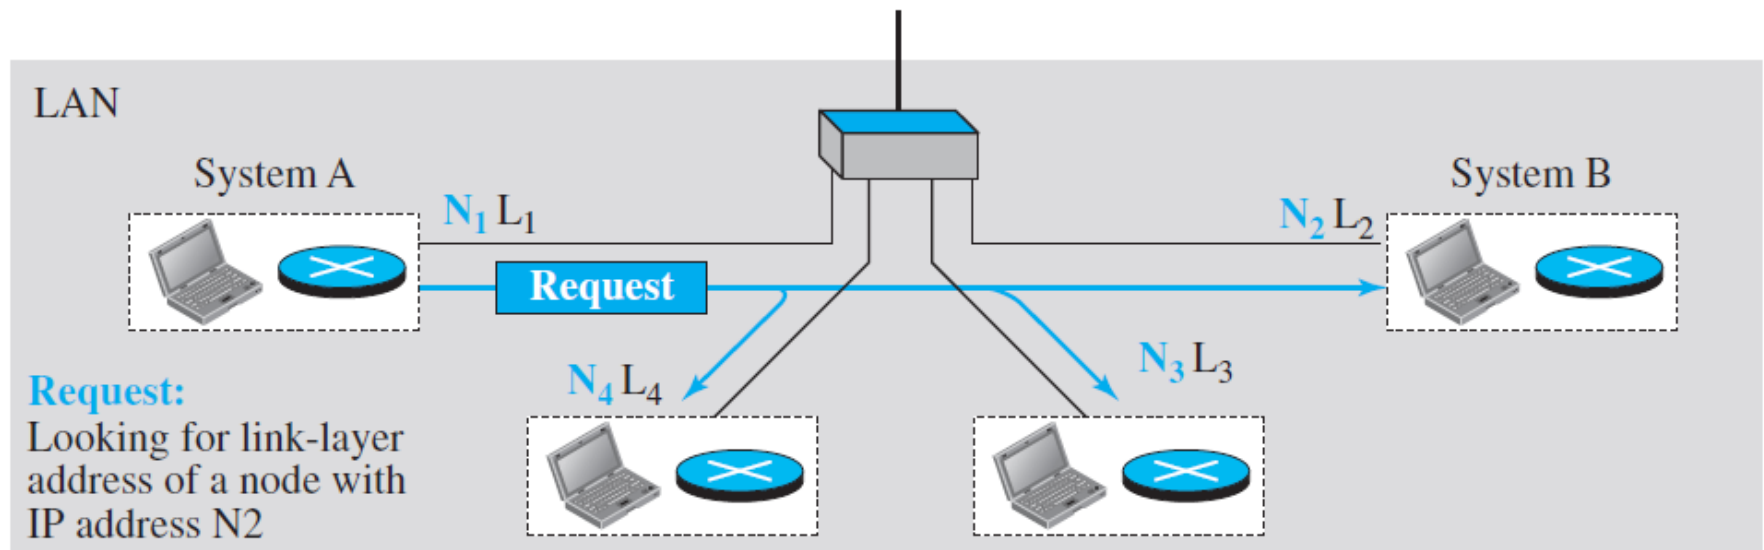 LAN
System A
System B
N1 L1
N2 L2
Request
N4 L4
N3 L3
Request:
Looking for link-layer
address of a node with
IP address N2